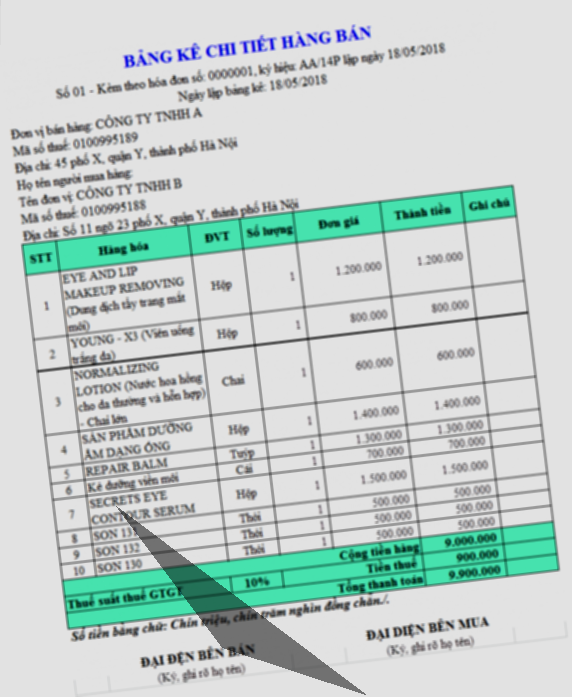 BẢNG KÊ CHI TIẾT HÀNG BÁN
Số 01 - Kèm theo hóa đơn số: 0000001, ký hiệu: AA/14P lập ngày 18/05/2018
Ngày lập bảng kê: 18/05/2018
Đơn vị bán hàng: CÔNG TY TNHH A
Mã số thuế: 0100995189
Địa chỉ: 45 phố X, quận Y, thành phố Hà Nội
Họ tên người mua hàng:
Tên đơn vị: CÔNG TY TNHH B
Mã số thuế: 0100995188
Địa chỉ: Số 11 ngõ 23 phố X, quận Y, thành phố Hà Nội
STT Hàng hóa ĐVT Số lượng Đơn giá Thành tiền Ghi chú
EYE AND LIP
MAKEUP REMOVING
1 (Dung dịch tẩy trang mắt Hộp 1 1.200.000 1.200.000
môi)
2 YOUNG - X3 (Viên uống Hộp 1 800.000 800.000
trắng da)
NORMALIZING
LOTION (Nước hoa hồng
3 cho da thường và hỗn hợp) Chai 1 600.000 600.000
- Chai lớn
4 SẢN PHẨM DƯỠNG Hộp 1 1.400.000 1.400.000
ẨM DẠNG ỐNG
5 REPAIR BALM Tuýp 1 1.300.000 1.300.000
6 Kẻ dưỡng viền môi Cái 1 700.000 700.000
7 SECRETS EYE Hộp 1 1.500.000 1.500.000
CONTOUR SERUM
8 SON 131 Thỏi 1 500.000 500.000
9 SON 132 Thỏi 1 500.000 500.000
10 SON 130 Thỏi 1 500.000 500.000
Cộng tiền hàng 9.000.000
Thuế suất thuế GTGT 10% Tiền thuế 900.000
Tổng thanh toán 9.900.000
Số tiền bằng chữ: Chín triệu, chín trăm nghìn đồng chẵn./.
ĐẠI DIỆN BÊN BÁN ĐẠI DIỆN BÊN MUA
(Ký, ghi rõ họ tên) (Ký, ghi rõ họ tên)